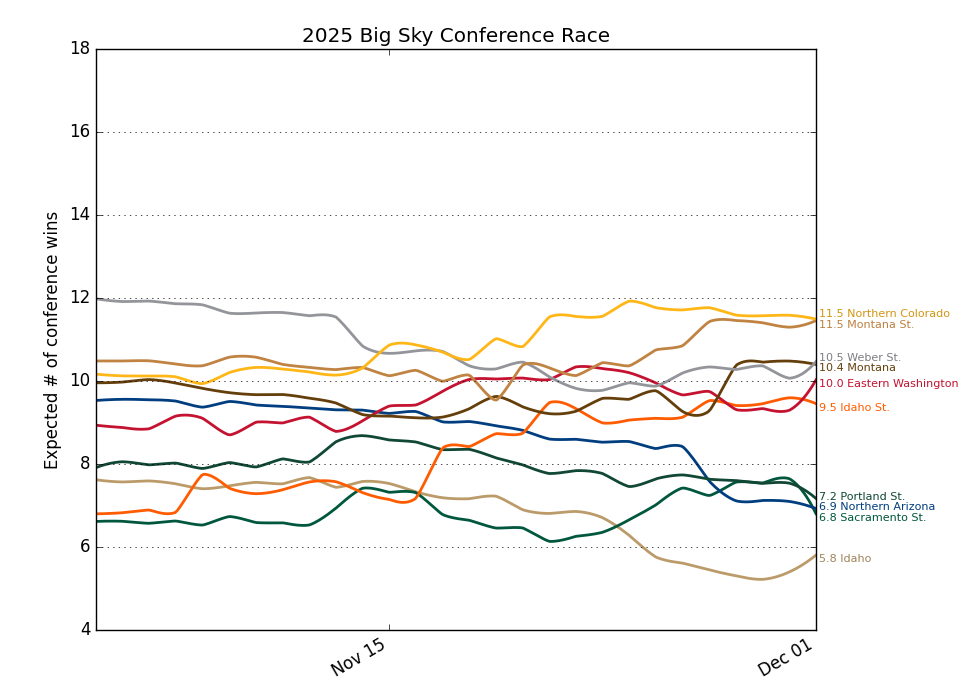 2025 Big Sky Conference Race
Expected # of conference wins
18
16
14
12
10
8
6
4
Nov 15
Dec 01
11.5 Northern Colorado
11.5 Montana St.
10.5 Weber St.
10.4 Montana
10.0 Eastern Washington
9.5 Idaho St.
7.2 Portland St.
6.9 Northern Arizona
6.8 Sacramento St.
5.8 Idaho